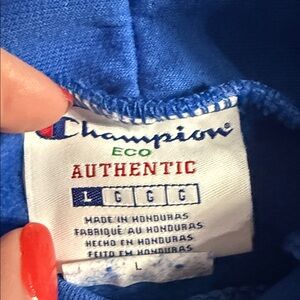 Champion
ECO
AUTHENTIC
L G G G
MADE IN HONDURAS
FABRIQUÉ AU HONDURAS
HECHO EN HONDURAS
FEITO EM HONDURAS
L